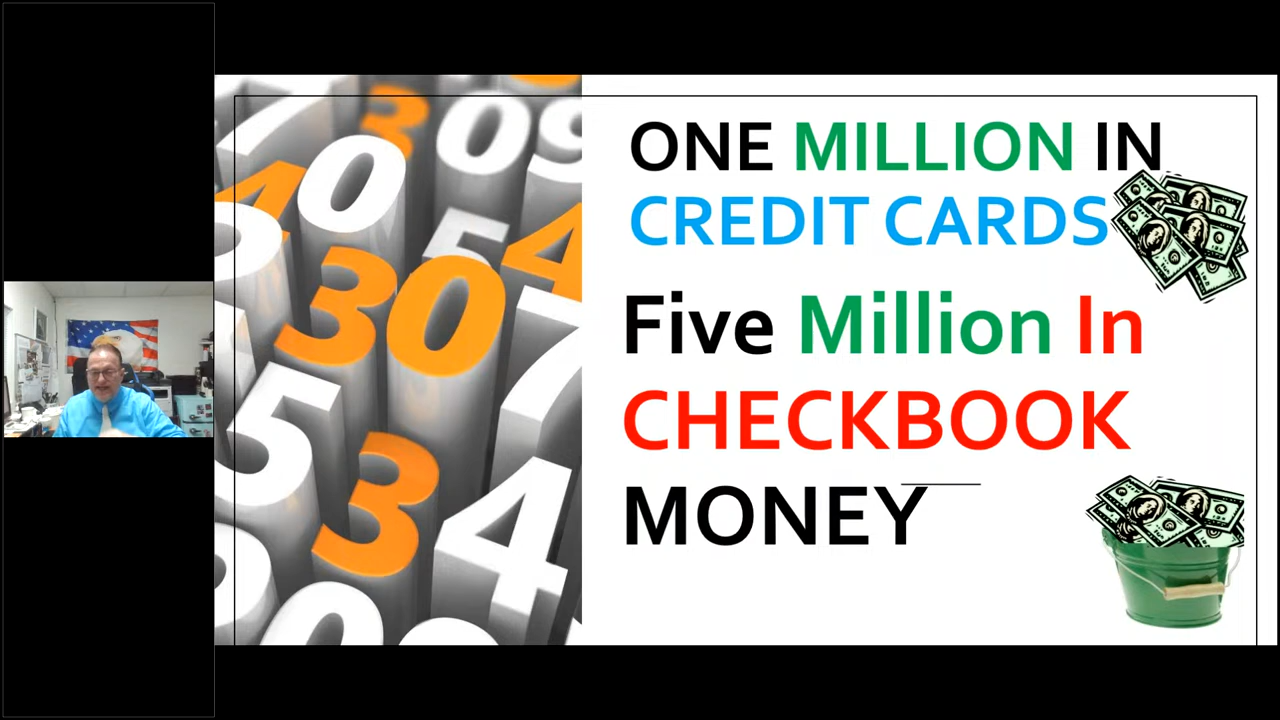 ONE MILLION IN
CREDIT CARDS
Five Million In
CHECKBOOK
MONEY